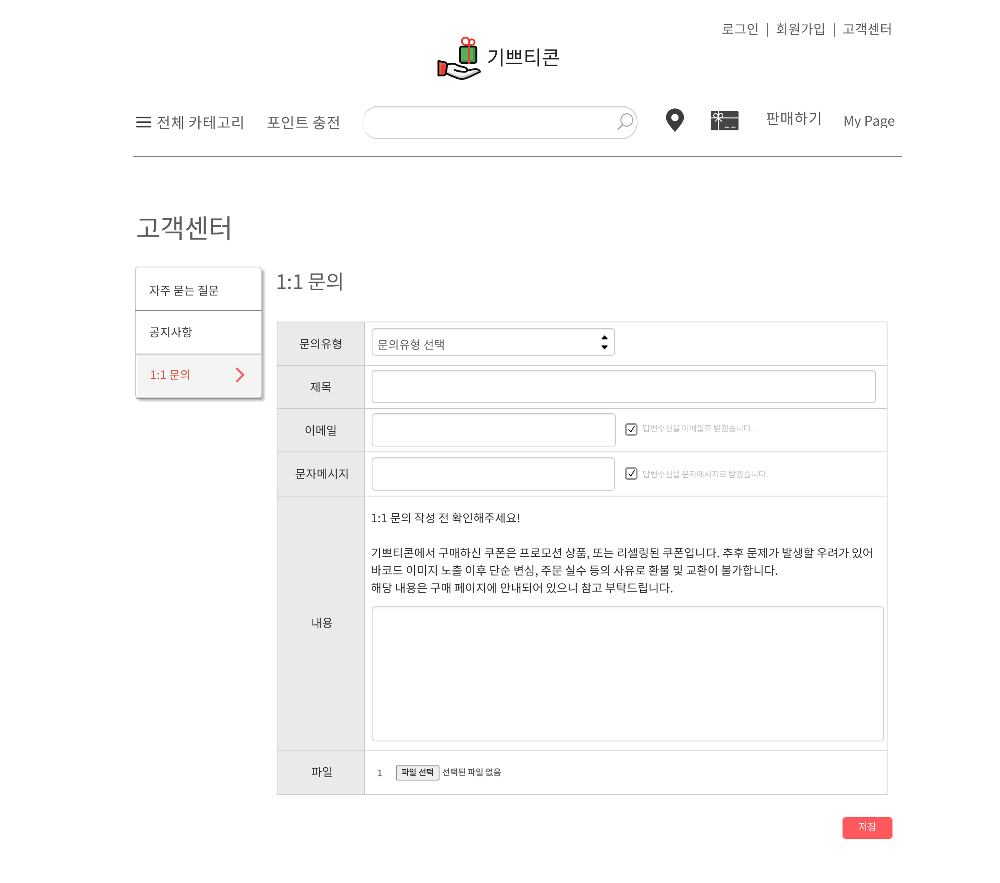 로그인 | 회원가입 | 고객센터
기쁘티콘
전체 카테고리 포인트 충전 판매하기 My Page
고객센터
자주 묻는 질문
공지사항
1:1 문의
1:1 문의
문의유형 문의유형 선택
제목
이메일 답변수신을 이메일로 받겠습니다.
문자메시지 답변수신을 문자메시지로 받겠습니다.
1:1 문의 작성 전 확인해주세요!
기쁘티콘에서 구매하신 쿠폰은 프로모션 상품, 또는 리셀링된 쿠폰입니다. 추후 문제가 발생할 우려가 있어
바코드 이미지 노출 이후 단순 변심, 주문 실수 등의 사유로 환불 및 교환이 불가합니다.
해당 내용은 구매 페이지에 안내되어 있으니 참고 부탁드립니다.
내용
파일 1 파일 선택 선택된 파일 없음
저장